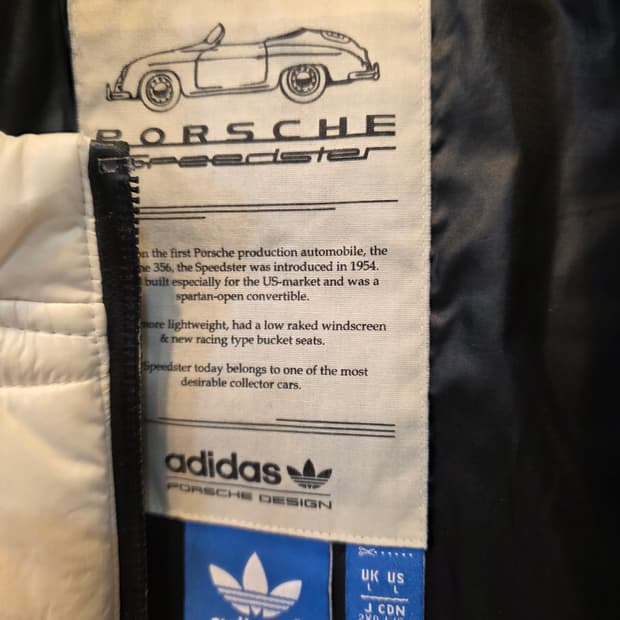 PORSCHE
Speedster
on the first Porsche production automobile, the
356, the Speedster was introduced in 1954.
built especially for the US-market and was a
spartan-open convertible.
more lightweight, had a low raked windscreen
& new racing type bucket seats.
Speedster today belongs to one of the most
desirable collector cars.
adidas
PORSCHE DESIGN
UK US
L L
J CDN